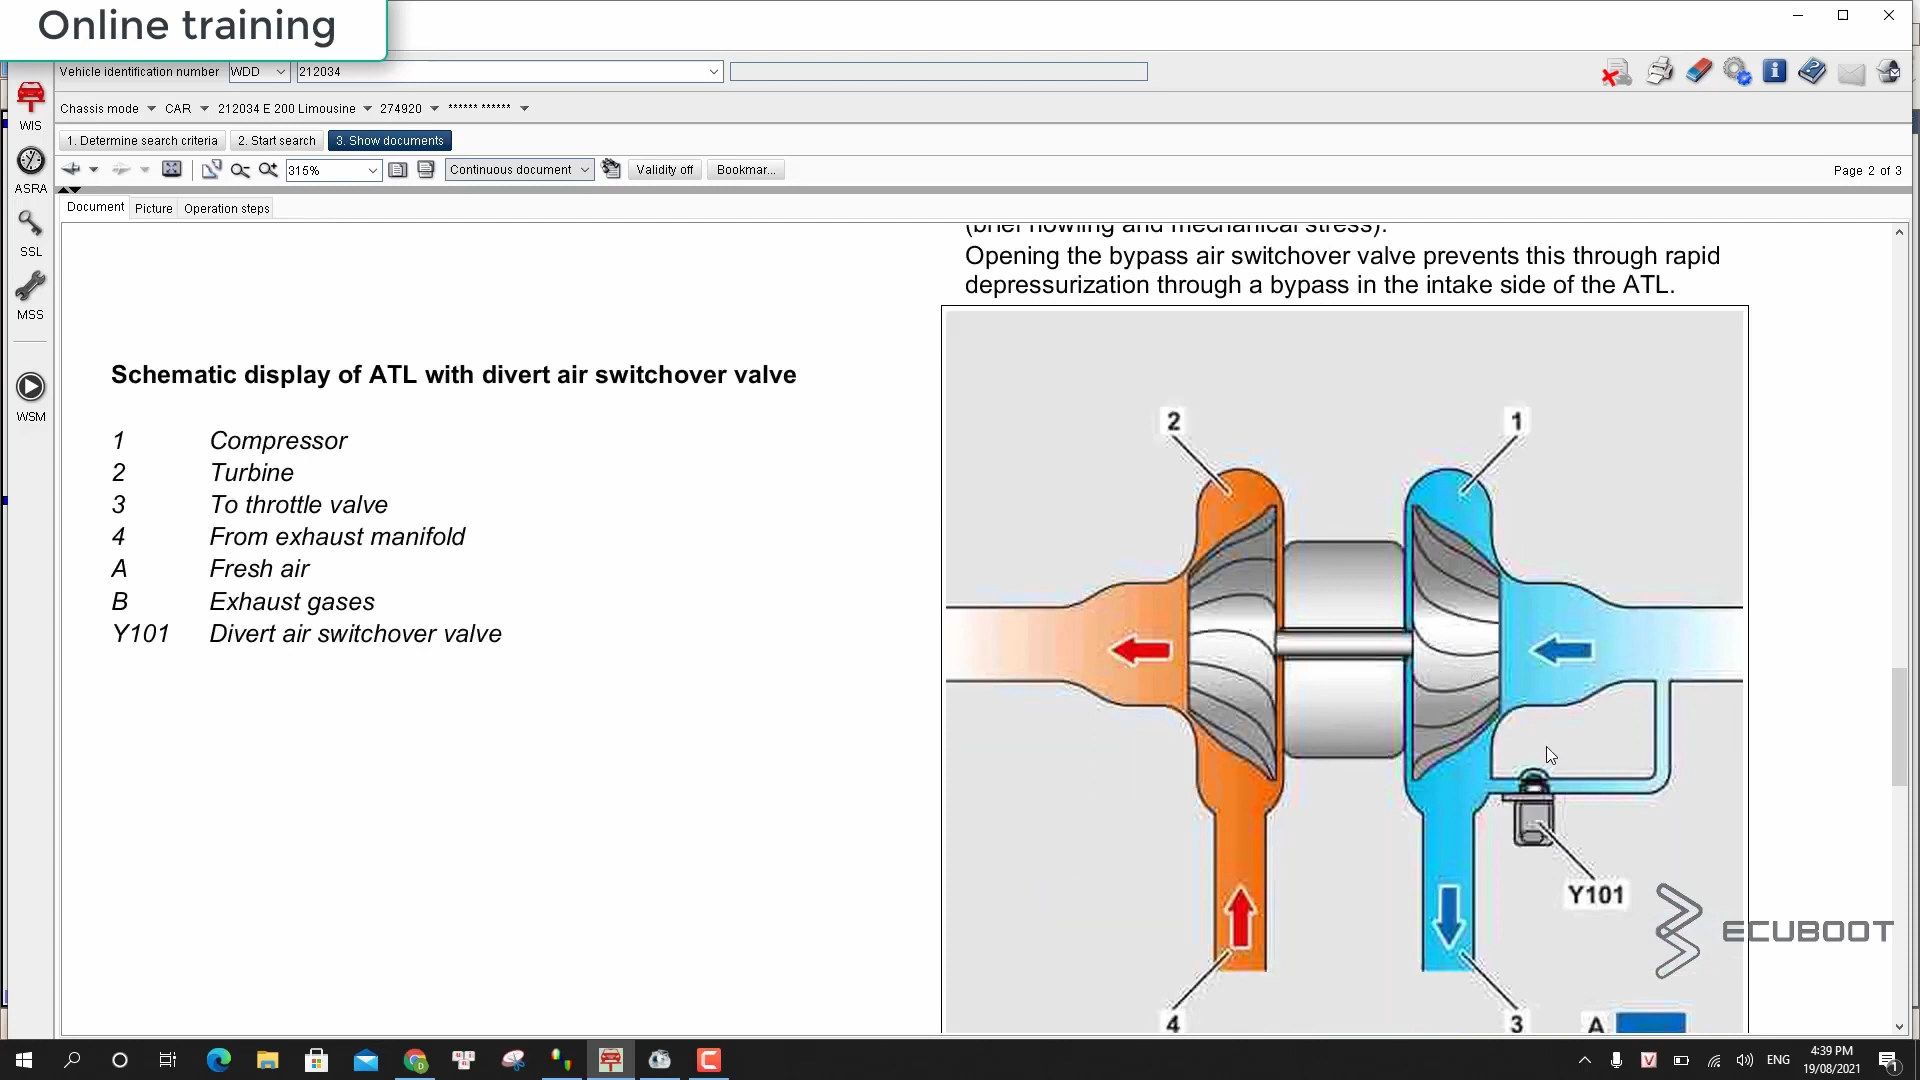 Online training
Vehicle identification number WDD 212034
Chassis mode CAR 212034 E 200 Limousine 274920 ****** ******
1. Determine search criteria 2. Start search 3. Show documents
315% Continuous document Validity off Bookmar... Page 2 of 3
Document Picture Operation steps
WIS
ASRA
SSL
MSS
WSM
(brief howling and mechanical stress).
Opening the bypass air switchover valve prevents this through rapid
depressurization through a bypass in the intake side of the ATL.
Schematic display of ATL with divert air switchover valve
1 Compressor
2 Turbine
3 To throttle valve
4 From exhaust manifold
A Fresh air
B Exhaust gases
Y101 Divert air switchover valve
2 1
Y101
ECUBOOT
4 3 A
ENG
4:39 PM
19/08/2021